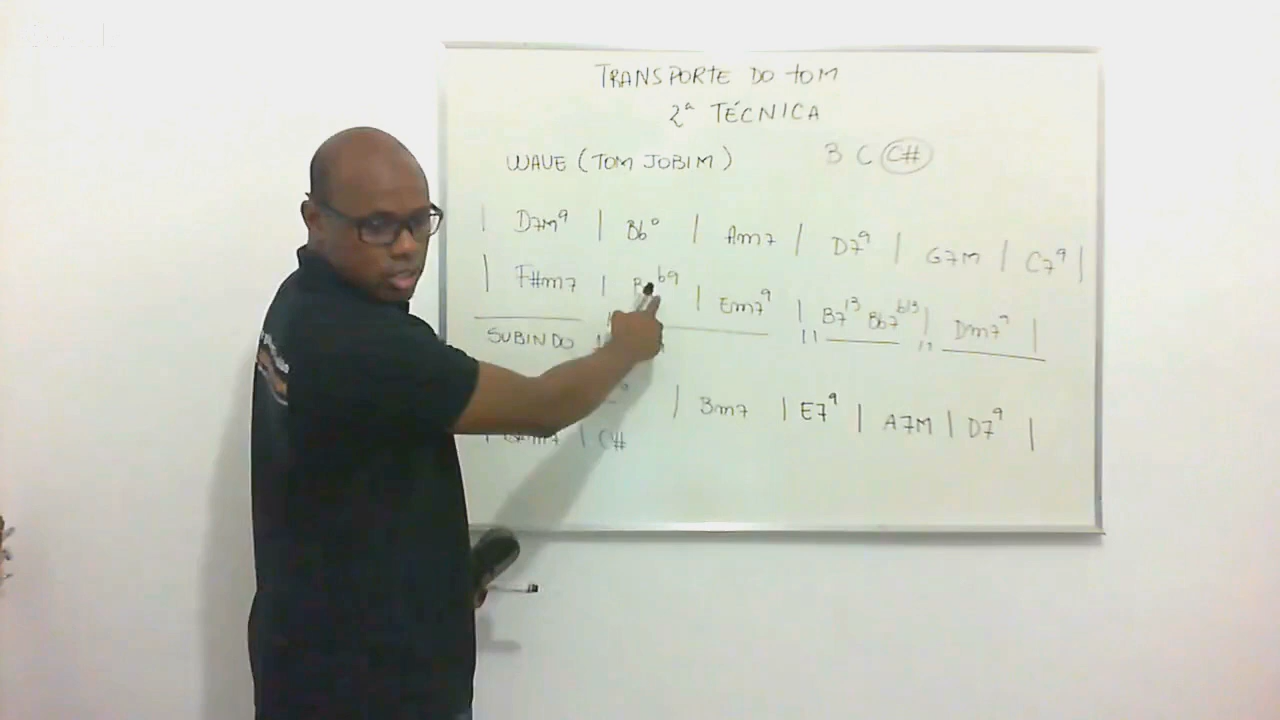 TRANSPORTE DO TOM
2ª TÉCNICA
WAVE (TOM JOBIM) B C C#
| D7M⁹ | Bb° | Am7 | D7⁹ | G7M | C7⁹ |
| F#m7 | | Em7⁹ | B7¹³ Bb7ᵇ¹³ | Dm7⁹ |
SUBINDO
| Bm7 | E7⁹ | A7M | D7⁹ |
| C#